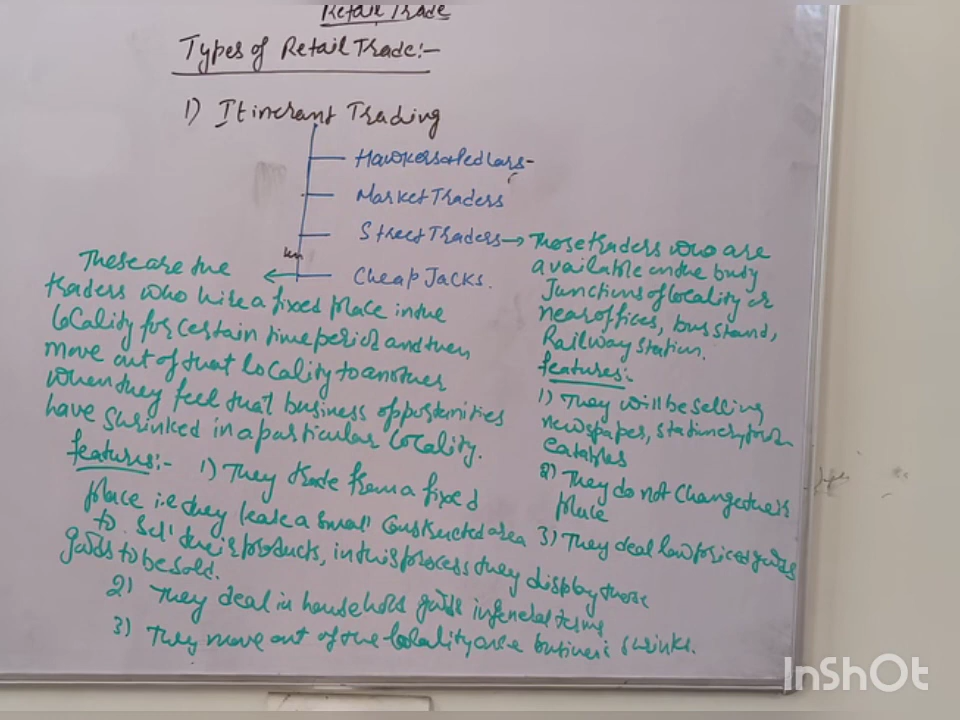 Retail Trade
Types of Retail Trade:-
1) Itinerant Trading
Hawkers & Pedlars-
Market Traders
Street Traders → Those traders who are
available on the busy
Junctions of locality or
near offices, bus stand,
Railway Station.
features:
1) They will be selling
newspapers, stationery,
eatables
2) They do not change their
place
3) They deal low priced goods
Cheap Jacks.
These are the
traders who hire a fixed place in the
locality for certain time period and then
move out of that locality to another
when they feel that business opportunities
have shrinked in a particular locality.
features:- 1) They trade from a fixed
place i.e they lease a small constructed area
to sell their products, in this process they display those
goods to be sold.
2) They deal in household goods in general terms
3) They move out of the locality once business shrinks.
InShOt